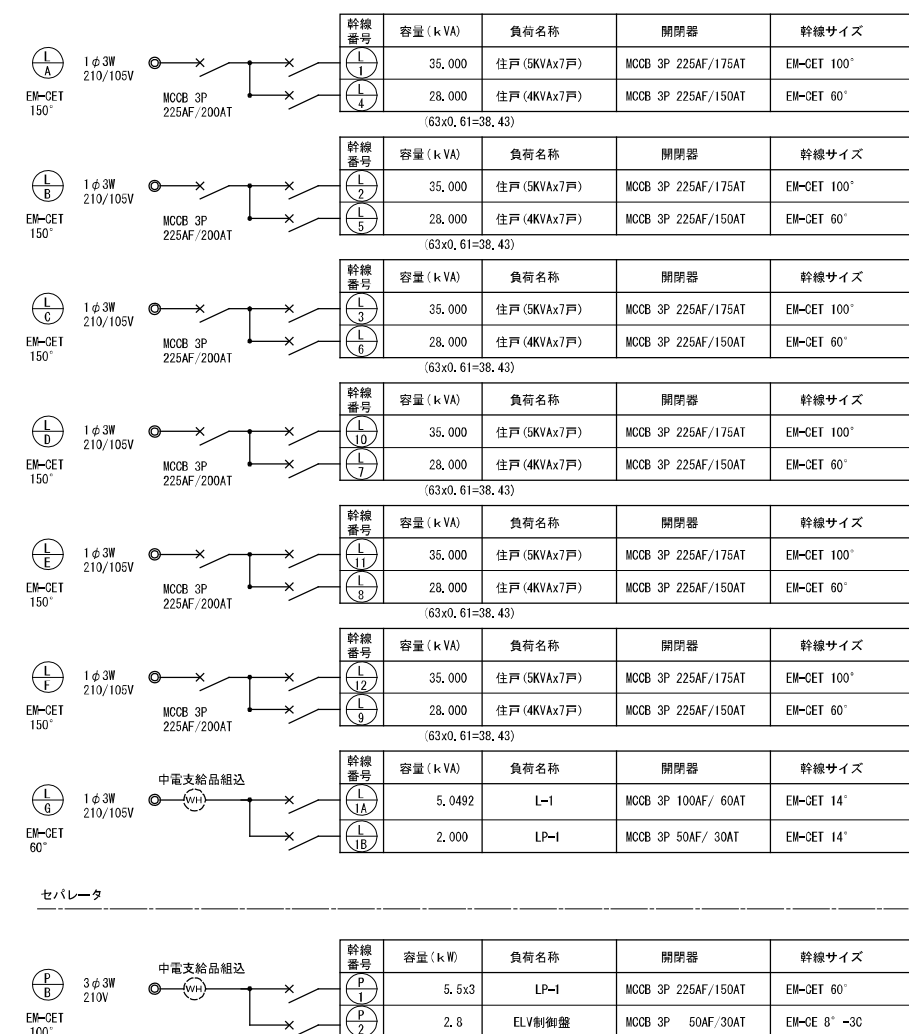 幹線番号 容量(kVA) 負荷名称 開閉器 幹線サイズ
L A 1φ3W 210/105V L 1 35.000 住戸(5KVAx7戸) MCCB 3P 225AF/175AT EM-CET 100°
EM-CET 150° MCCB 3P 225AF/200AT L 4 28.000 住戸(4KVAx7戸) MCCB 3P 225AF/150AT EM-CET 60°
(63x0.61=38.43)
幹線番号 容量(kVA) 負荷名称 開閉器 幹線サイズ
L B 1φ3W 210/105V L 2 35.000 住戸(5KVAx7戸) MCCB 3P 225AF/175AT EM-CET 100°
EM-CET 150° MCCB 3P 225AF/200AT L 5 28.000 住戸(4KVAx7戸) MCCB 3P 225AF/150AT EM-CET 60°
(63x0.61=38.43)
幹線番号 容量(kVA) 負荷名称 開閉器 幹線サイズ
L C 1φ3W 210/105V L 3 35.000 住戸(5KVAx7戸) MCCB 3P 225AF/175AT EM-CET 100°
EM-CET 150° MCCB 3P 225AF/200AT L 6 28.000 住戸(4KVAx7戸) MCCB 3P 225AF/150AT EM-CET 60°
(63x0.61=38.43)
幹線番号 容量(kVA) 負荷名称 開閉器 幹線サイズ
L D 1φ3W 210/105V L 10 35.000 住戸(5KVAx7戸) MCCB 3P 225AF/175AT EM-CET 100°
EM-CET 150° MCCB 3P 225AF/200AT L 7 28.000 住戸(4KVAx7戸) MCCB 3P 225AF/150AT EM-CET 60°
(63x0.61=38.43)
幹線番号 容量(kVA) 負荷名称 開閉器 幹線サイズ
L E 1φ3W 210/105V L 11 35.000 住戸(5KVAx7戸) MCCB 3P 225AF/175AT EM-CET 100°
EM-CET 150° MCCB 3P 225AF/200AT L 8 28.000 住戸(4KVAx7戸) MCCB 3P 225AF/150AT EM-CET 60°
(63x0.61=38.43)
幹線番号 容量(kVA) 負荷名称 開閉器 幹線サイズ
L F 1φ3W 210/105V L 12 35.000 住戸(5KVAx7戸) MCCB 3P 225AF/175AT EM-CET 100°
EM-CET 150° MCCB 3P 225AF/200AT L 9 28.000 住戸(4KVAx7戸) MCCB 3P 225AF/150AT EM-CET 60°
(63x0.61=38.43)
幹線番号 容量(kVA) 負荷名称 開閉器 幹線サイズ
中電支給品組込
L G 1φ3W 210/105V WH L 1A 5.0492 L-1 MCCB 3P 100AF/ 60AT EM-CET 14°
EM-CET 60° L 1B 2.000 LP-1 MCCB 3P 50AF/ 30AT EM-CET 14°
セパレータ
幹線番号 容量(kW) 負荷名称 開閉器 幹線サイズ
中電支給品組込
P B 3φ3W 210V WH P 1 5.5x3 LP-1 MCCB 3P 225AF/150AT EM-CET 60°
EM-CET 100° P 2 2.8 ELV制御盤 MCCB 3P 50AF/30AT EM-CE 8°-3C